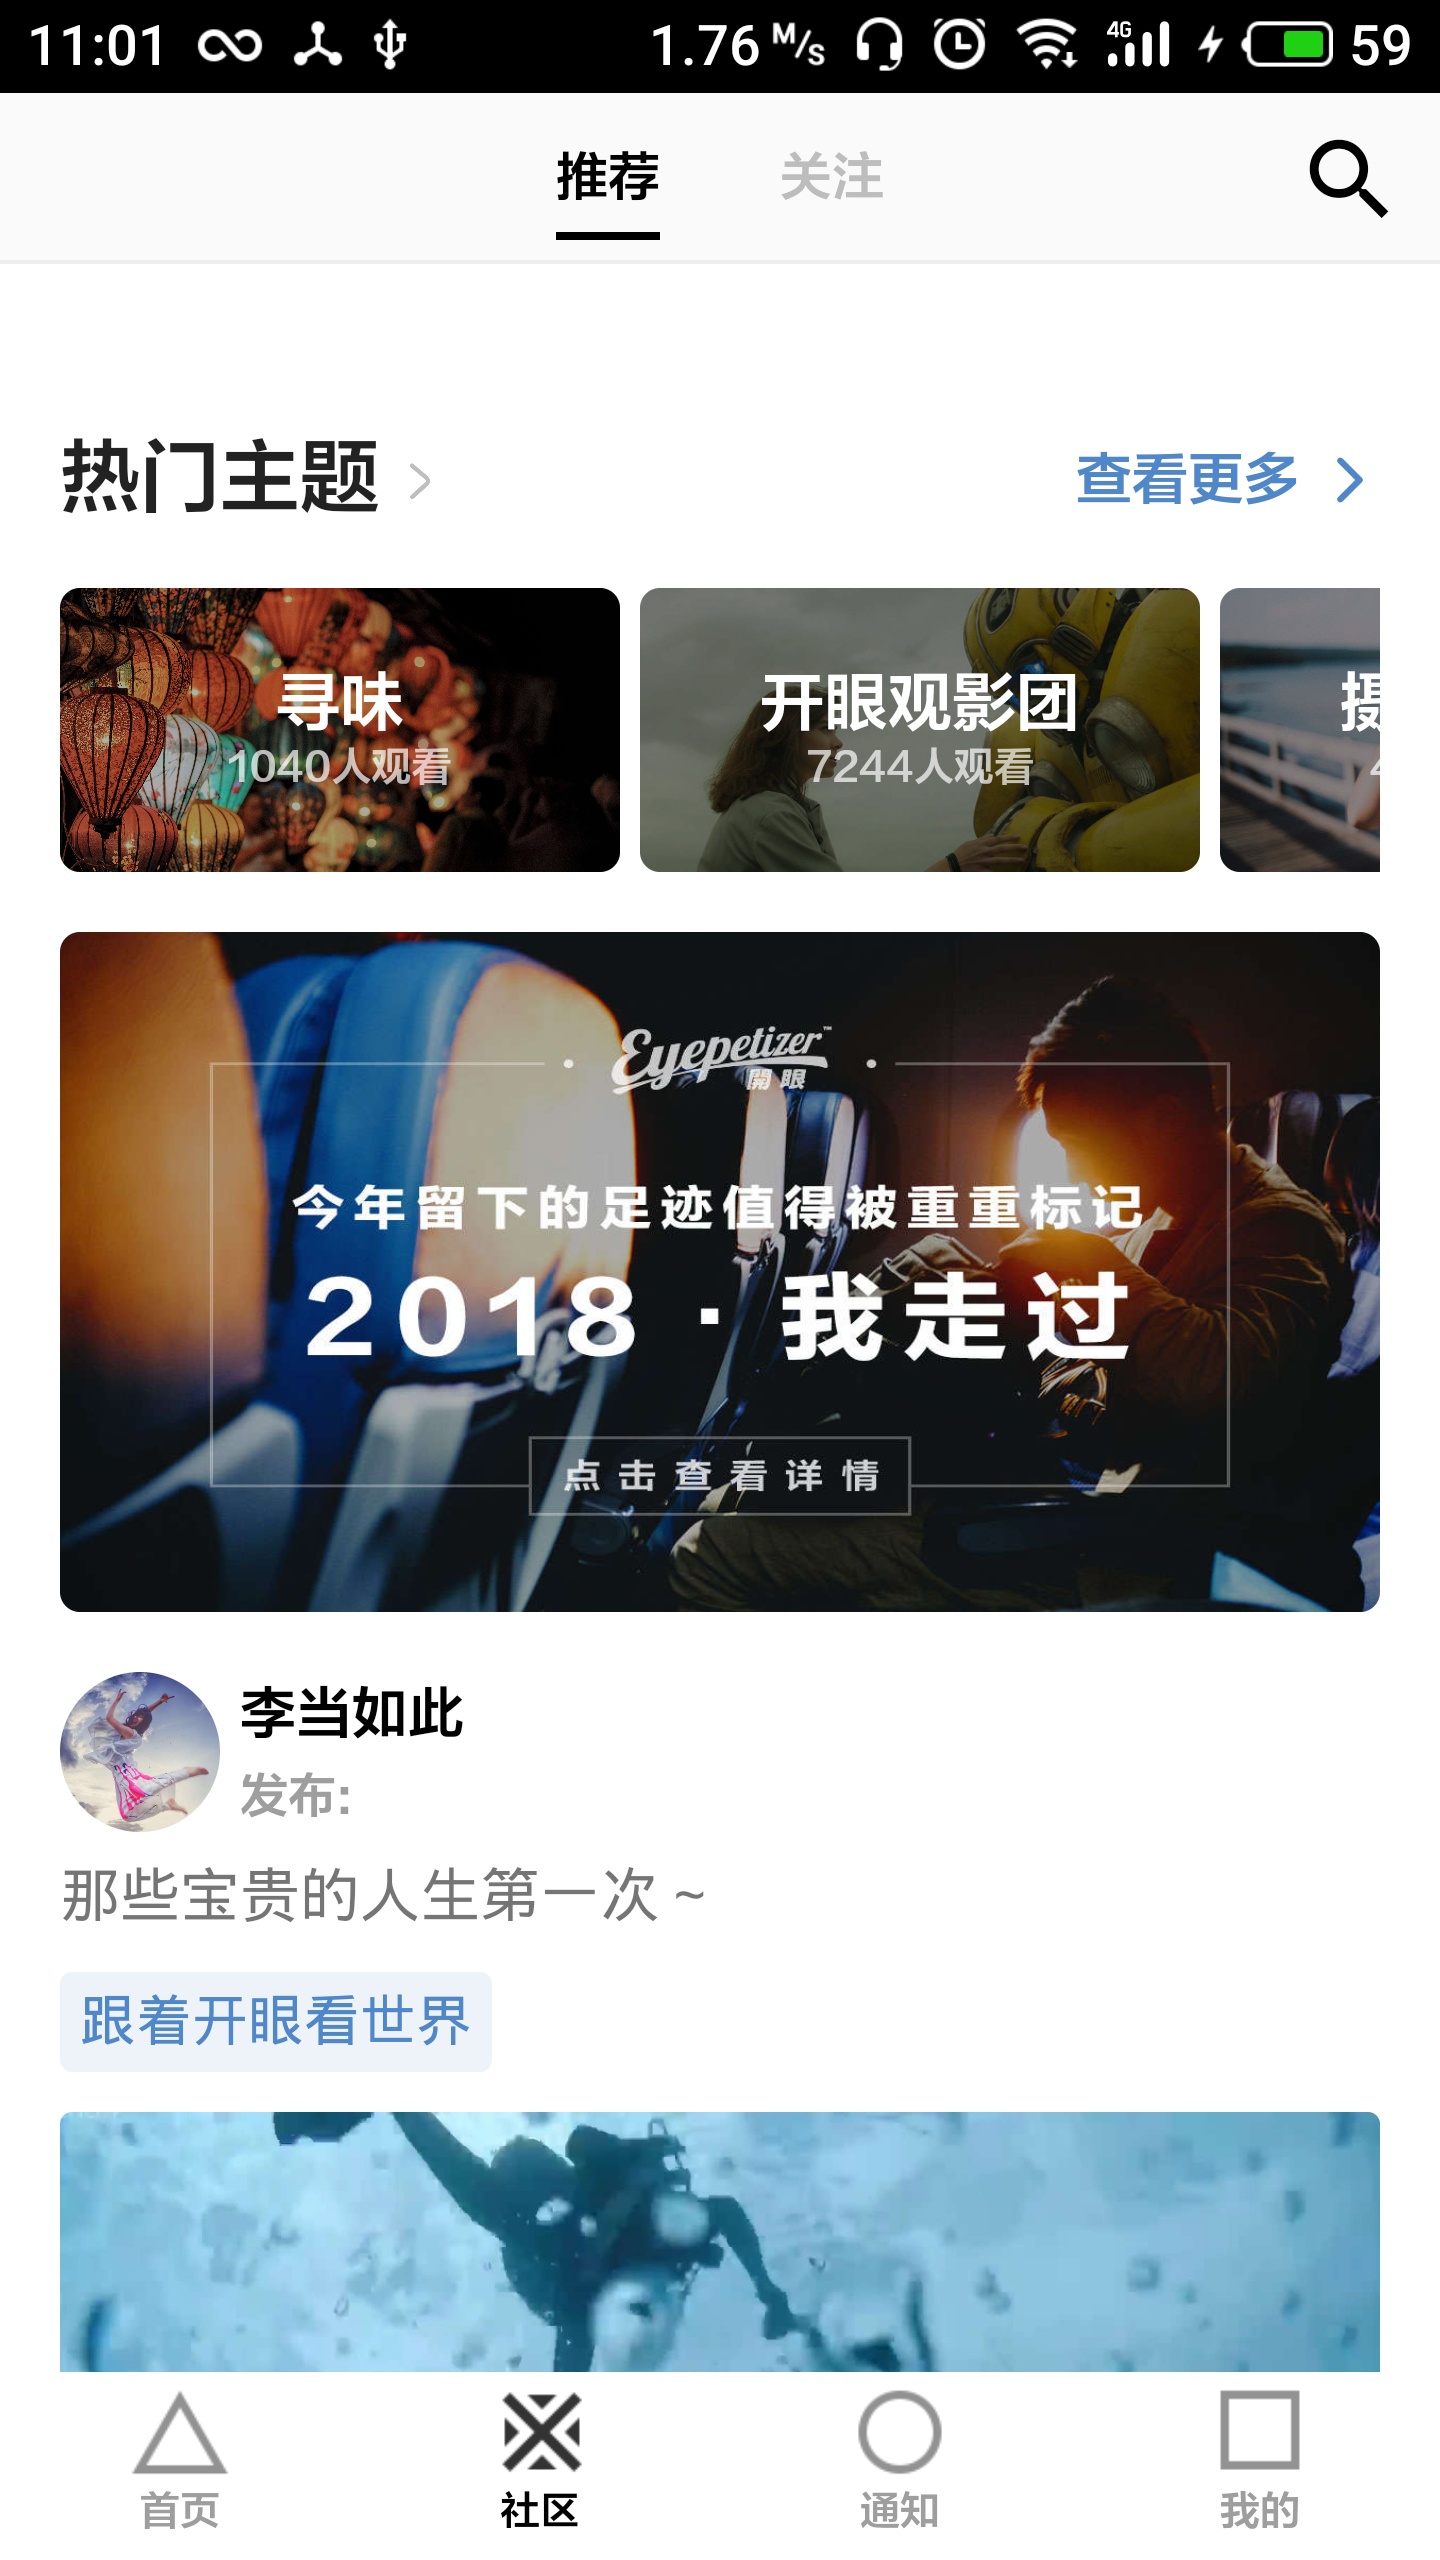 11:01
1.76 M/s 4G 59
推荐 关注
热门主题
查看更多
寻味
1040人观看
开眼观影团
7244人观看
Eyepetizer™
開眼
今年留下的足迹值得被重重标记
2018 · 我走过
点击查看详情
李当如此
发布:
那些宝贵的人生第一次 ~
跟着开眼看世界
首页 社区 通知 我的